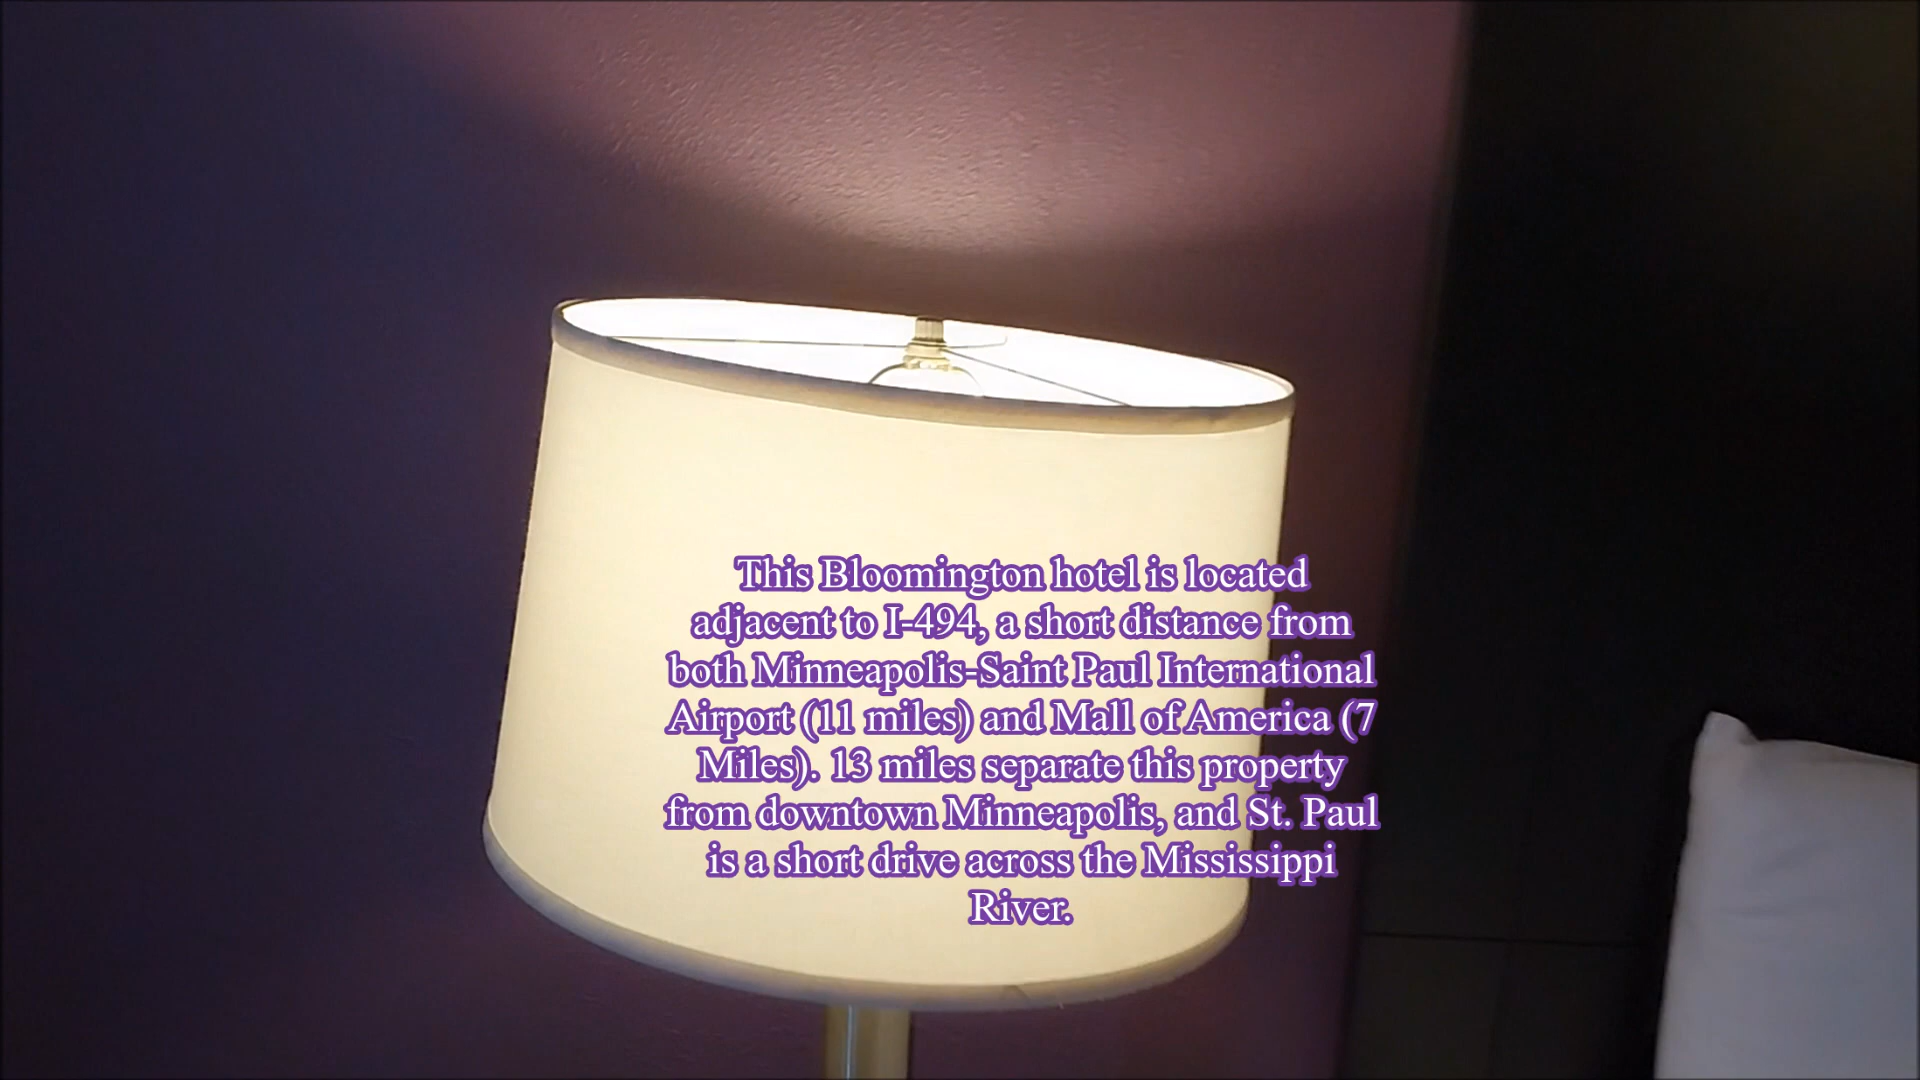 This Bloomington hotel is located
adjacent to I-494, a short distance from
both Minneapolis-Saint Paul International
Airport (11 miles) and Mall of America (7
Miles). 13 miles separate this property
from downtown Minneapolis, and St. Paul
is a short drive across the Mississippi
River.